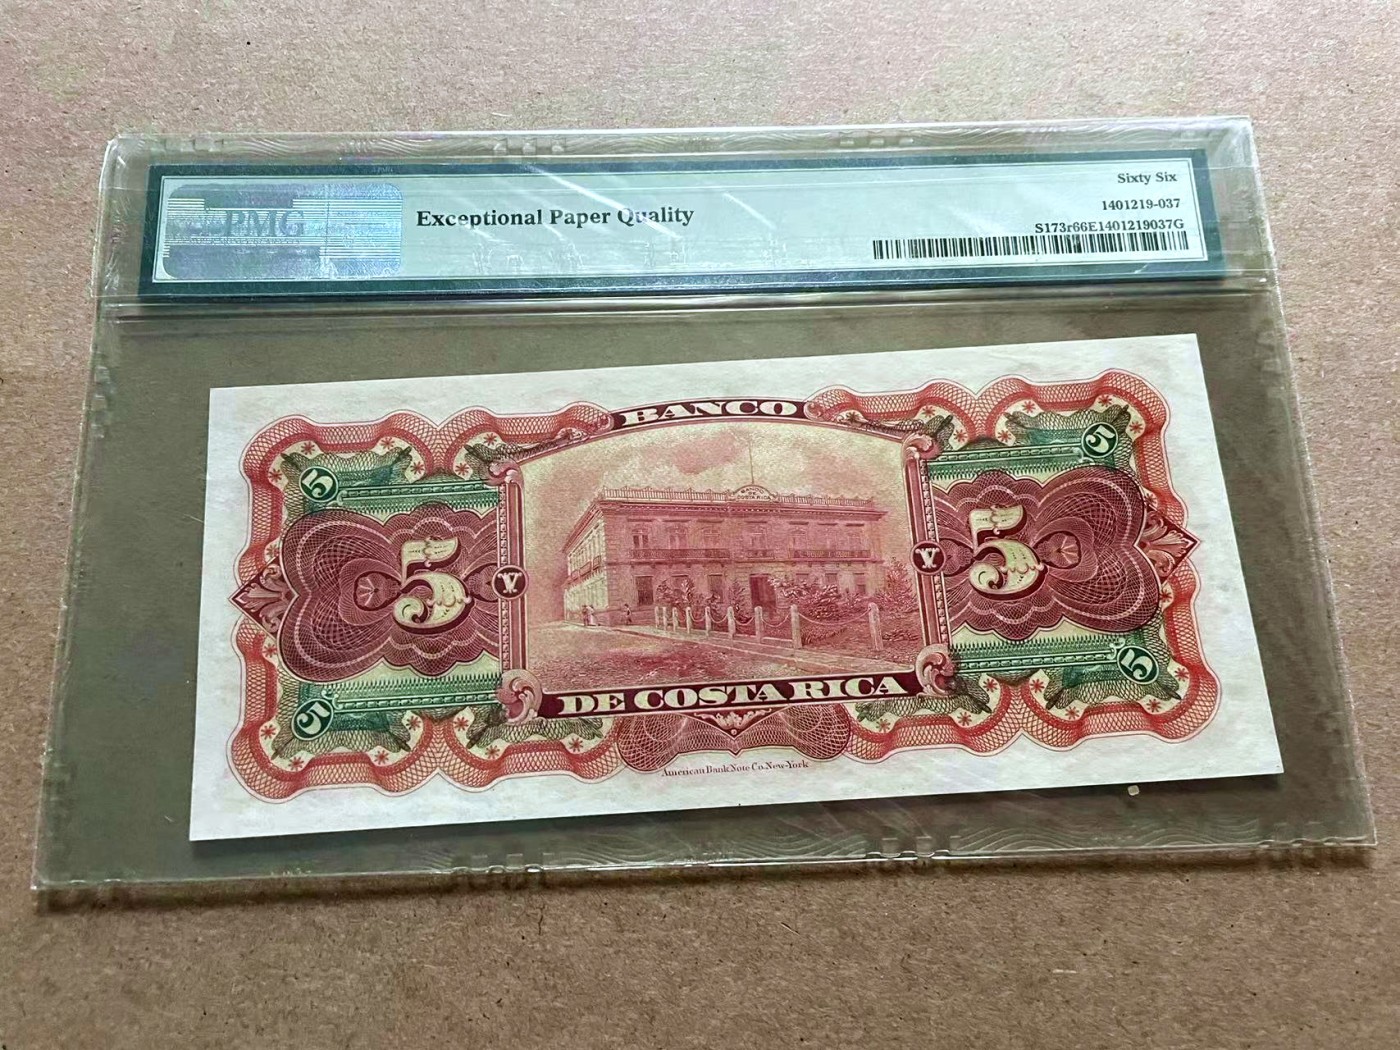 PMG
Exceptional Paper Quality
Sixty Six
1401219-037
S173r66E1401219037G
BANCO
5
5
5
V
V
5
5
5
DE COSTA RICA
American Bank Note Co. New-York